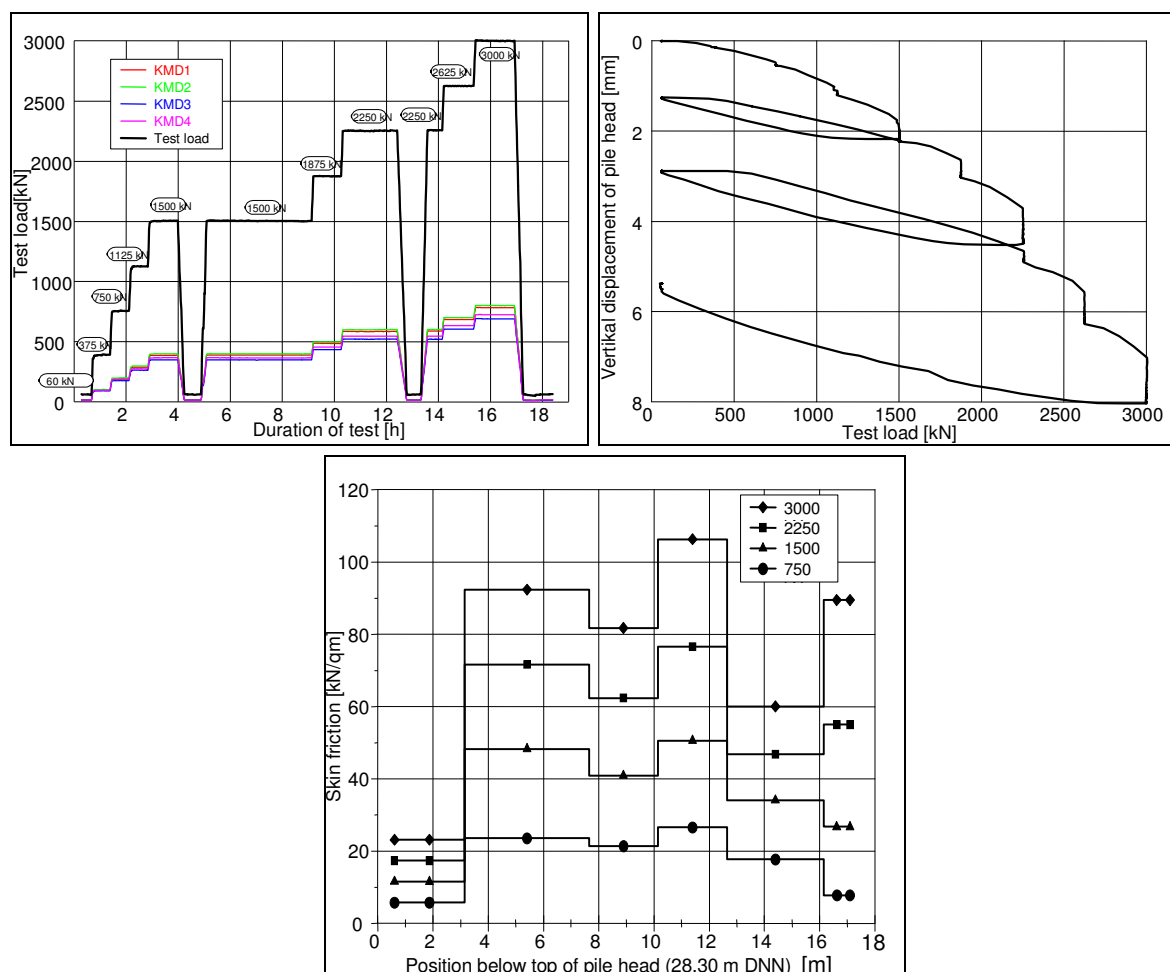 3000
2500
2000
1500
1000
500
0
Test load[kN]
KMD1
KMD2
KMD3
KMD4
Test load
60 kN
375 kN
750 kN
1125 kN
1500 kN
1500 kN
1875 kN
2250 kN
2250 kN
2625 kN
3000 kN
2 4 6 8 10 12 14 16 18
Duration of test [h]
0
2
4
6
8
Vertikal displacement of pile head [mm]
0 500 1000 1500 2000 2500 3000
Test load [kN]
120
100
80
60
40
20
0
Skin friction [kN/qm]
3000
2250
1500
750
0 2 4 6 8 10 12 14 16 18
Position below top of pile head (28.30 m DNN) [m]